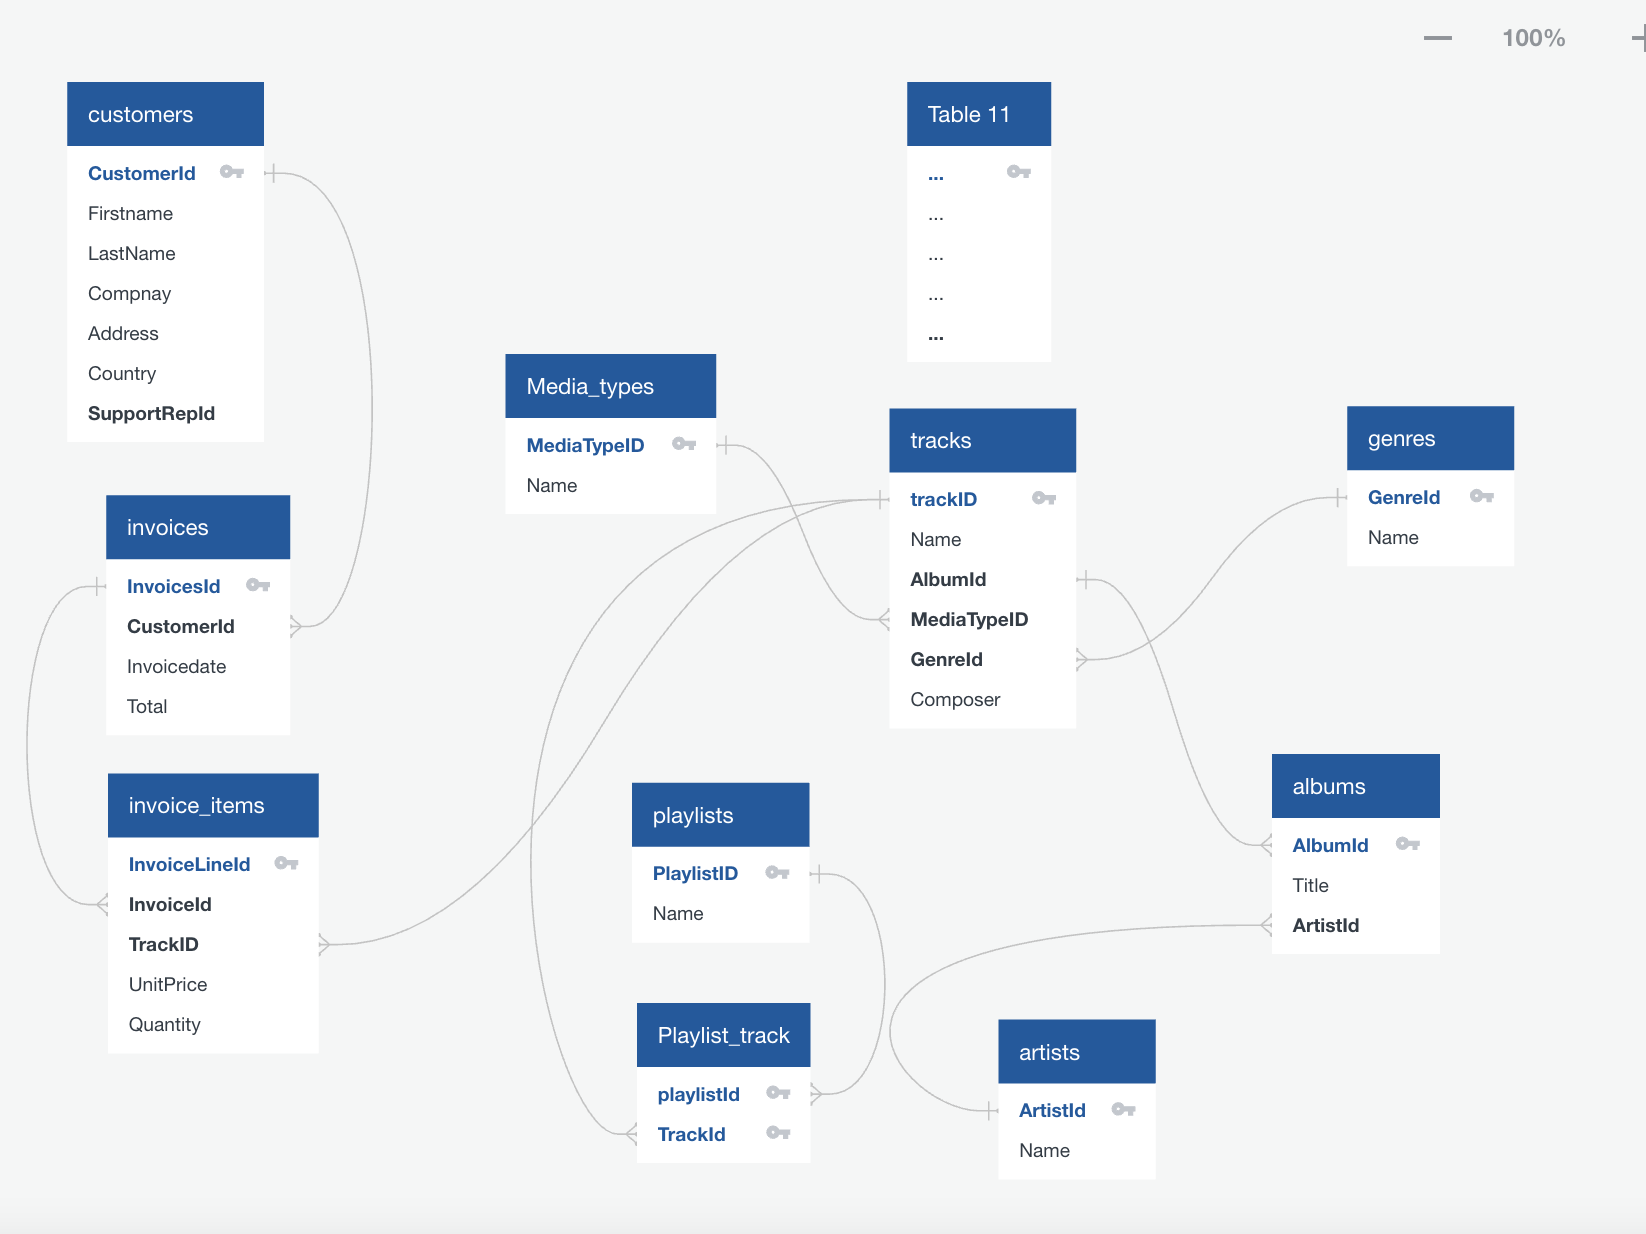 100%
customers
CustomerId
Firstname
LastName
Compnay
Address
Country
SupportRepId
Table 11
...
...
...
...
...
Media_types
MediaTypeID
Name
tracks
trackID
Name
AlbumId
MediaTypeID
GenreId
Composer
genres
GenreId
Name
invoices
InvoicesId
CustomerId
Invoicedate
Total
invoice_items
InvoiceLineId
InvoiceId
TrackID
UnitPrice
Quantity
playlists
PlaylistID
Name
albums
AlbumId
Title
ArtistId
Playlist_track
playlistId
TrackId
artists
ArtistId
Name